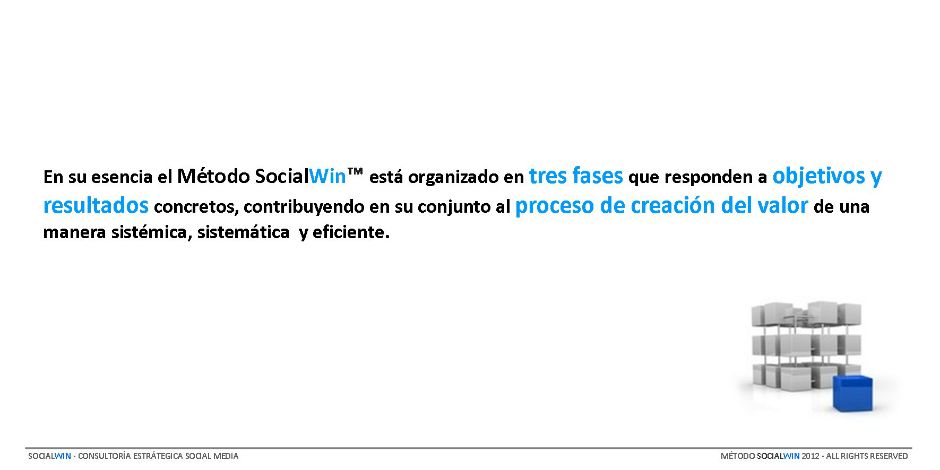 En su esencia el Método SocialWin™ está organizado en tres fases que responden a objetivos y
resultados concretos, contribuyendo en su conjunto al proceso de creación del valor de una
manera sistémica, sistemática  y eficiente.
SOCIALWIN - CONSULTORÍA ESTRÁTEGICA SOCIAL MEDIA
MÉTODO SOCIALWIN 2012 - ALL RIGHTS RESERVED